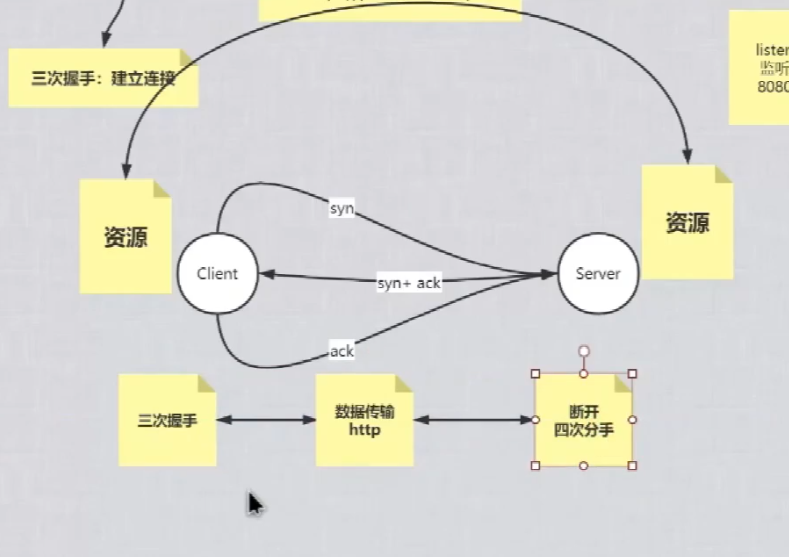 三次握手：建立连接
监听
8080
资源
资源
syn
Client
Server
syn+ ack
ack
三次握手
数据传输
http
断开
四次分手